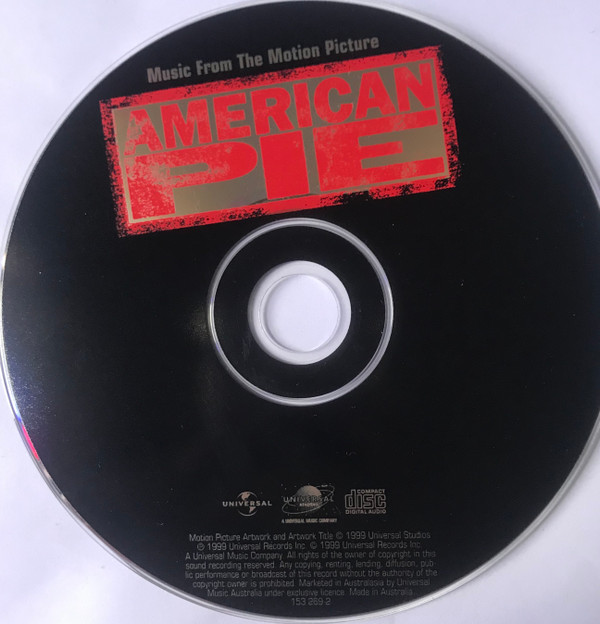 Music From The Motion Picture
AMERICAN
PIE
UNIVERSAL
UNIVERSAL
A UNIVERSAL MUSIC COMPANY
COMPACT
disc
DIGITAL AUDIO
Motion Picture Artwork and Artwork Title © 1999 Universal Studios
℗ 1999 Universal Records Inc. © 1999 Universal Records Inc.
A Universal Music Company. All rights of the owner of copyright in this
sound recording reserved. Any copying, renting, lending, diffusion, pub
lic performance or broadcast of this record without the authority of the
copyright owner is prohibited. Marketed in Australasia by Universal
Music Australia under exclusive licence. Made in Australia.
153 269-2